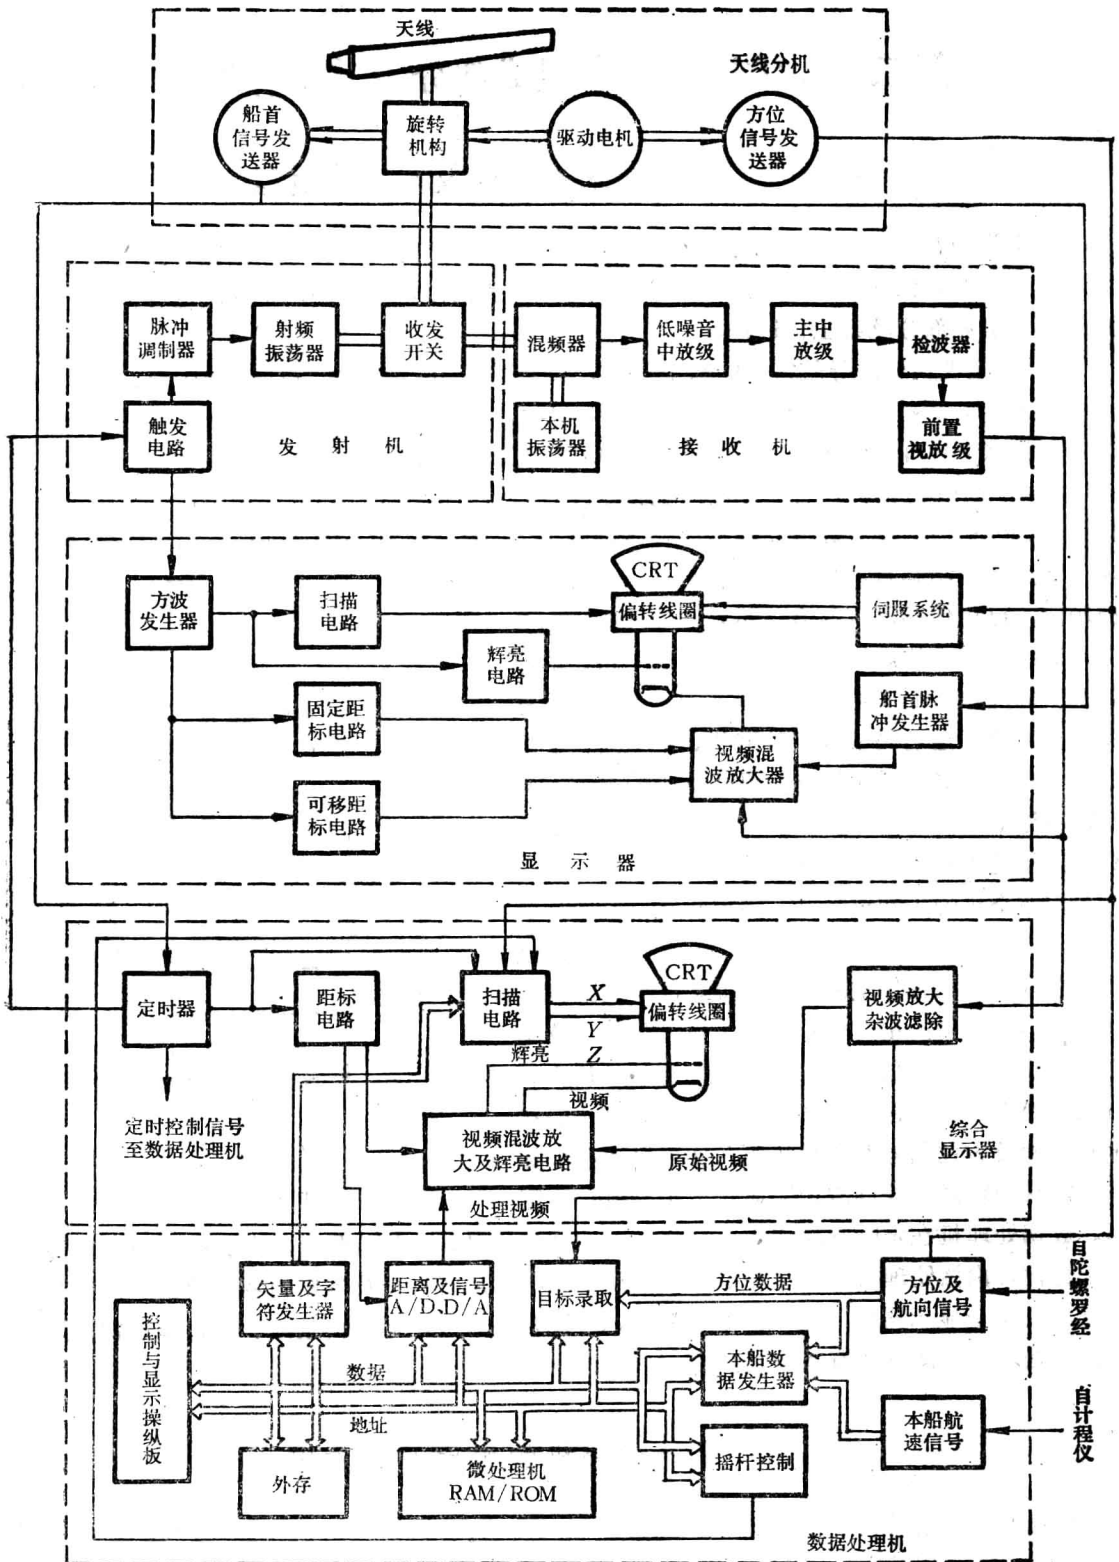 天线
天线分机
船首
信号发
送器
旋转
机构
驱动电机
方位
信号发
送器
脉冲
调制器
射频
振荡器
收发
开关
混频器
低噪音
中放级
主中
放级
检波器
触发
电路
发射机
本机
振荡器
接收机
前置
视放级
CRT
方波
发生器
扫描
电路
偏转线圈
伺服系统
辉亮
电路
固定距
标电路
船首脉
冲发生器
视频混
波放大器
可移距
标电路
显示器
CRT
定时器
距标
电路
扫描
电路
X
Y
偏转线圈
视频放大
杂波滤除
辉亮
Z
视频
定时控制信号
至数据处理机
视频混波放
大及辉亮电路
原始视频
综合
显示器
处理视频
矢量及字
符发生器
距离及信号
A/D、D/A
目标录取
方位数据
方位及
航向信号
自陀螺罗经
控制与显示操纵板
数据
地址
本船数
据发生器
本船航
速信号
自计程仪
外存
微处理机
RAM/ROM
摇杆控制
数据处理机